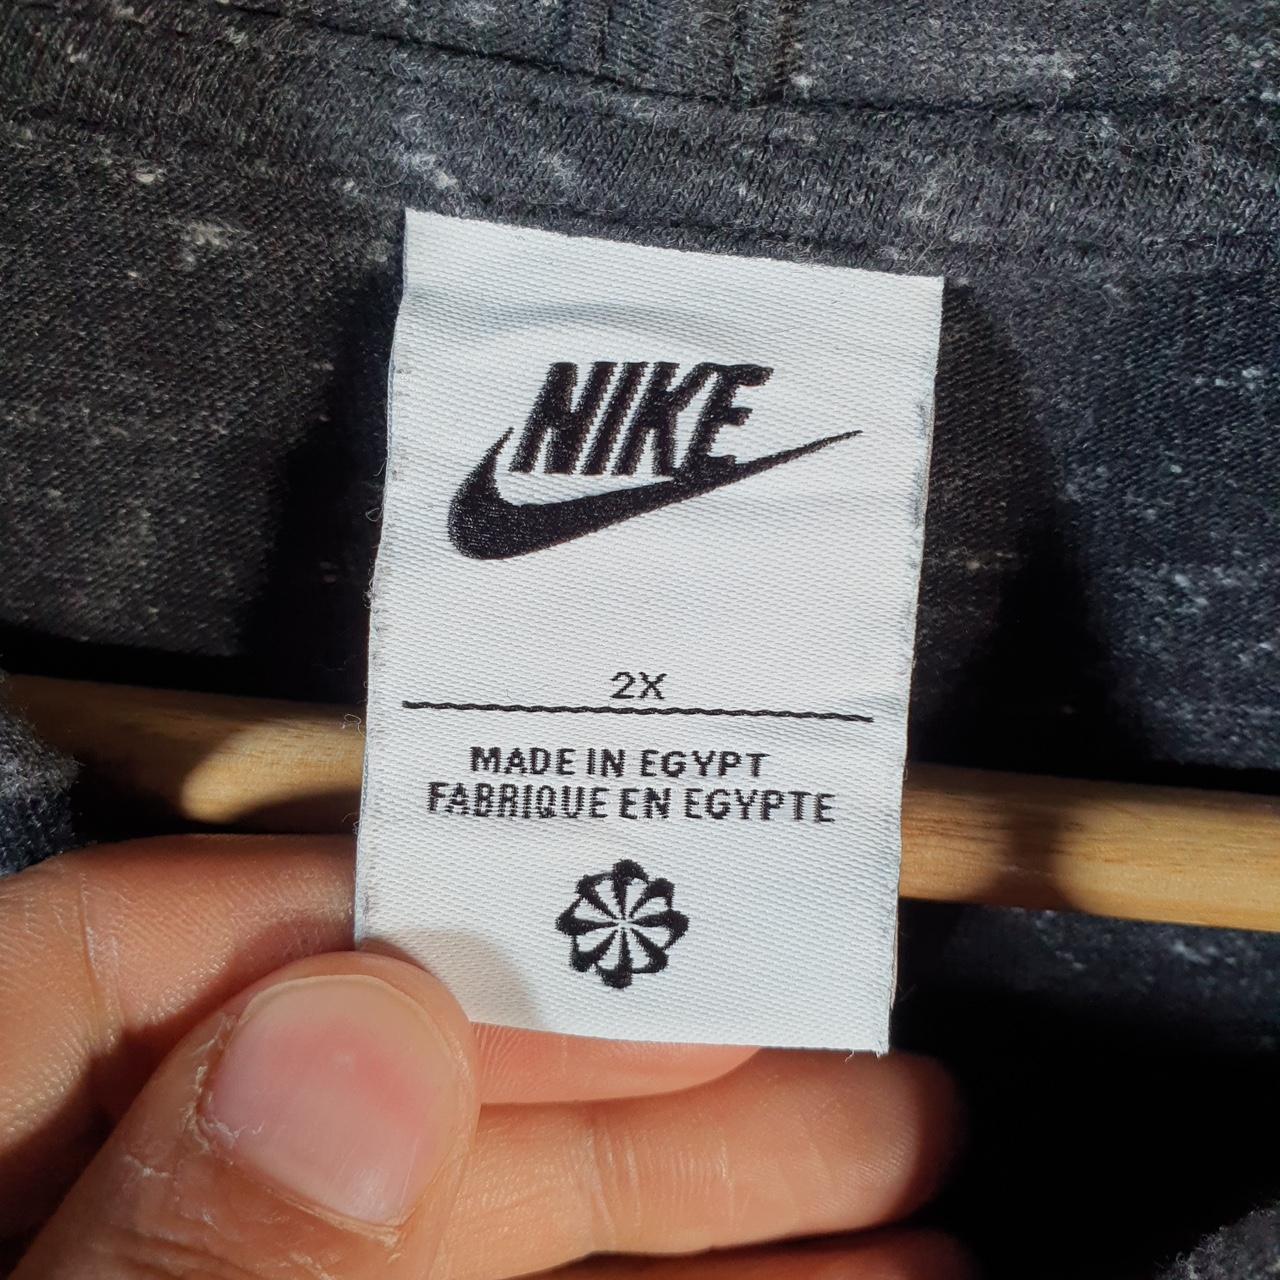 NIKE
2X
MADE IN EGYPT
FABRIQUE EN EGYPTE